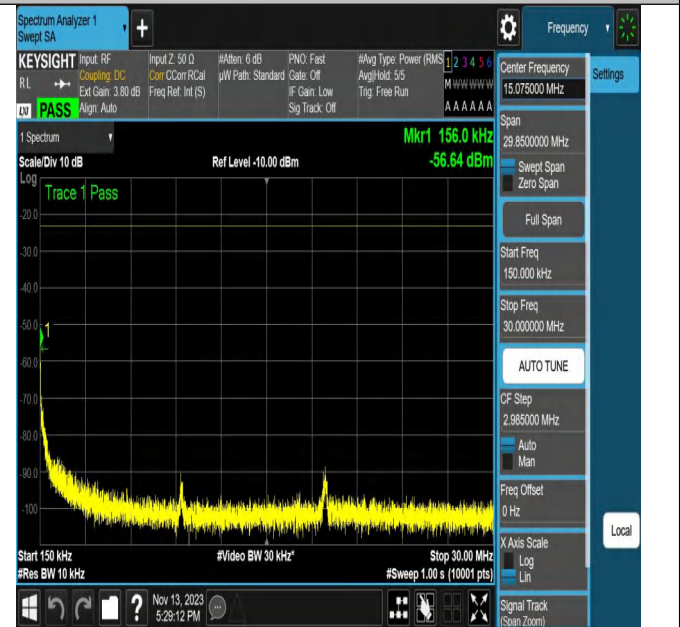 Spectrum Analyzer 1
Swept SA
+
Frequency
KEYSIGHT
RL
LXI
PASS
Input: RF
Coupling: DC
Ext Gain: 3.80 dB
Align: Auto
Input Z: 50 Ω
Corr CCorr RCal
Freq Ref: Int (S)
#Atten: 6 dB
µW Path: Standard
PNO: Fast
Gate: Off
IF Gain: Low
Sig Track: Off
#Avg Type: Power (RMS
Avg|Hold: 5/5
Trig: Free Run
1 2 3 4 5 6
M W W W W W
A A A A A A
Center Frequency
15.075000 MHz
Settings
Span
29.8500000 MHz
Swept Span
Zero Span
Full Span
Start Freq
150.000 kHz
Stop Freq
30.000000 MHz
AUTO TUNE
CF Step
2.985000 MHz
Auto
Man
Freq Offset
0 Hz
X Axis Scale
Log
Lin
Local
Signal Track
(Span Zoom)
1 Spectrum
Mkr1 156.0 kHz
Scale/Div 10 dB
Ref Level -10.00 dBm
-56.64 dBm
Log
Trace 1 Pass
-20.0
-30.0
-40.0
-50.0
1
-60.0
-70.0
-80.0
-90.0
-100
Start 150 kHz
#Video BW 30 kHz*
Stop 30.00 MHz
#Res BW 10 kHz
#Sweep 1.00 s (10001 pts)
?
Nov 13, 2023
5:29:12 PM